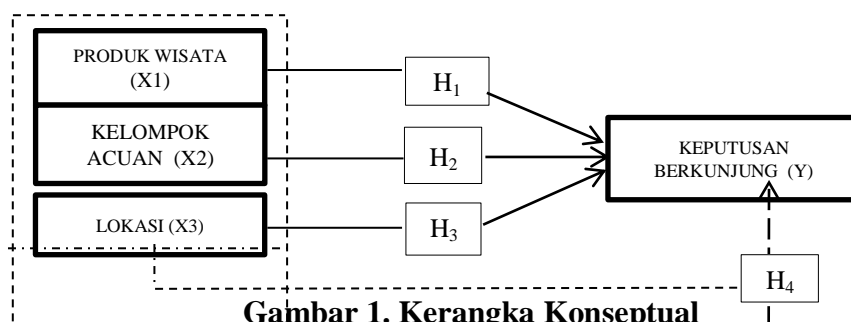 PRODUK WISATA
(X1)
H₁
KELOMPOK
ACUAN (X2)
H₂
KEPUTUSAN
BERKUNJUNG (Y)
LOKASI (X3)
H₃
H₄
Gambar 1. Kerangka Konseptual